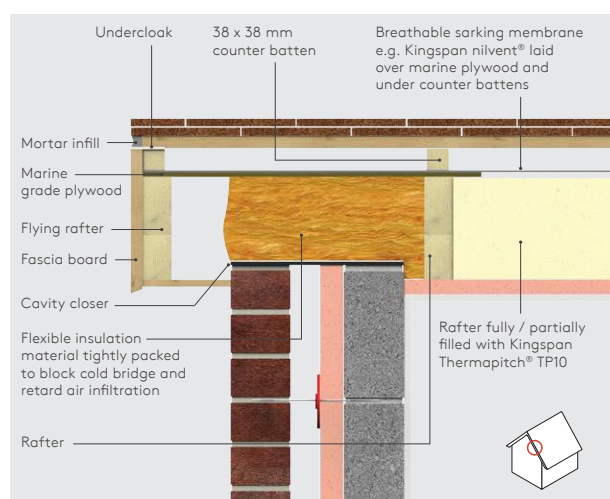 Undercloak
38 x 38 mm
counter batten
Breathable sarking membrane
e.g. Kingspan nilvent® laid
over marine plywood and
under counter battens
Mortar infill
Marine
grade plywood
Flying rafter
Fascia board
Cavity closer
Flexible insulation
material tightly packed
to block cold bridge and
retard air infiltration
Rafter
Rafter fully / partially
filled with Kingspan
Thermapitch® TP10